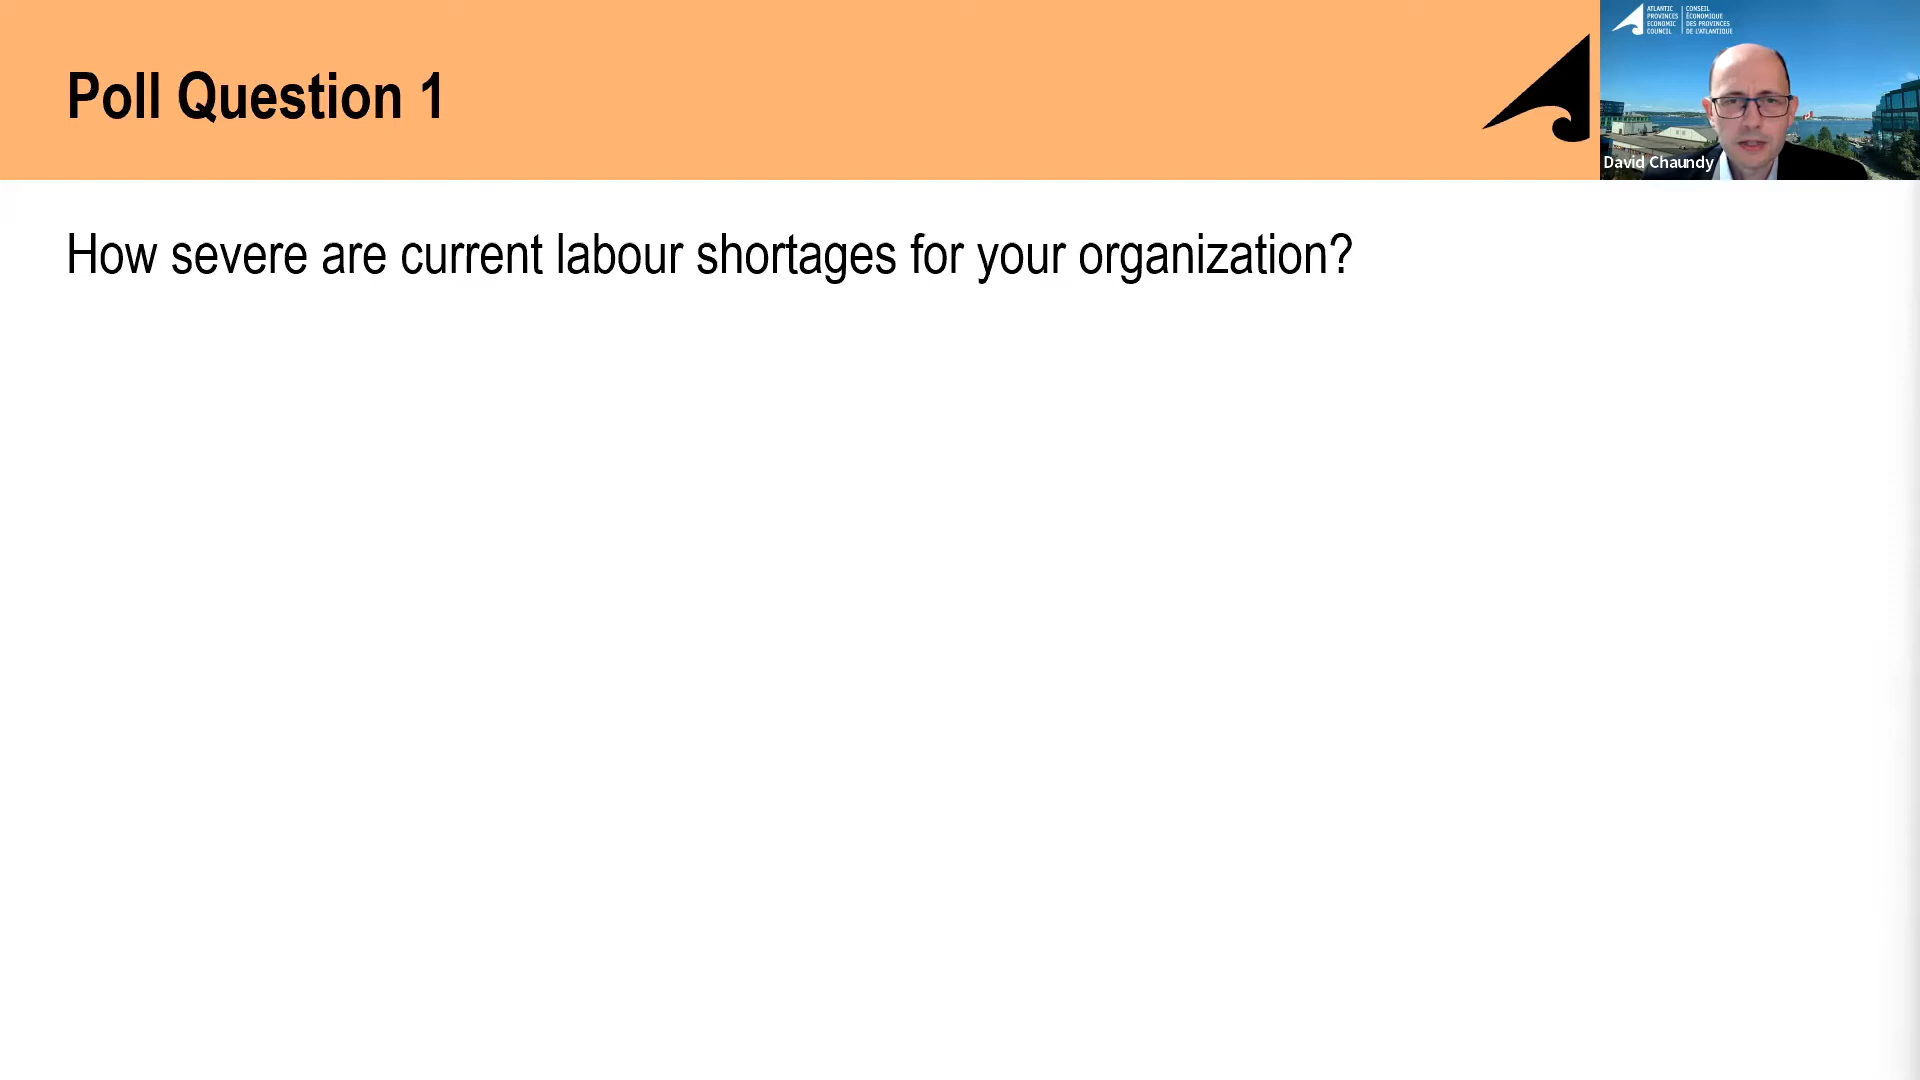 Poll Question 1
ATLANTIC
PROVINCES
ECONOMIC
COUNCIL
CONSEIL
ÉCONOMIQUE
DES PROVINCES
DE L'ATLANTIQUE
David Chaundy
How severe are current labour shortages for your organization?